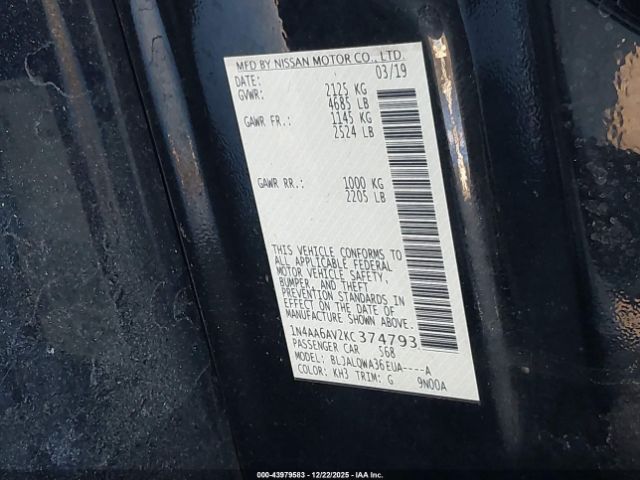 MFD BY NISSAN MOTOR CO., LTD.
DATE: 03/19
GVWR: 2125 KG
4685 LB
GAWR FR.: 1145 KG
2524 LB
GAWR RR.: 1000 KG
2205 LB
THIS VEHICLE CONFORMS TO
ALL APPLICABLE FEDERAL
MOTOR VEHICLE SAFETY,
BUMPER, AND THEFT
PREVENTION STANDARDS IN
EFFECT ON THE DATE OF
MANUFACTURE SHOWN ABOVE.
1N4AA6AV2KC374793
PASSENGER CAR 568
MODEL: BLJALQWA36EUA----A
COLOR: KH3 TRIM: G 9N00A
000-43979583 - 12/22/2025 - IAA Inc.